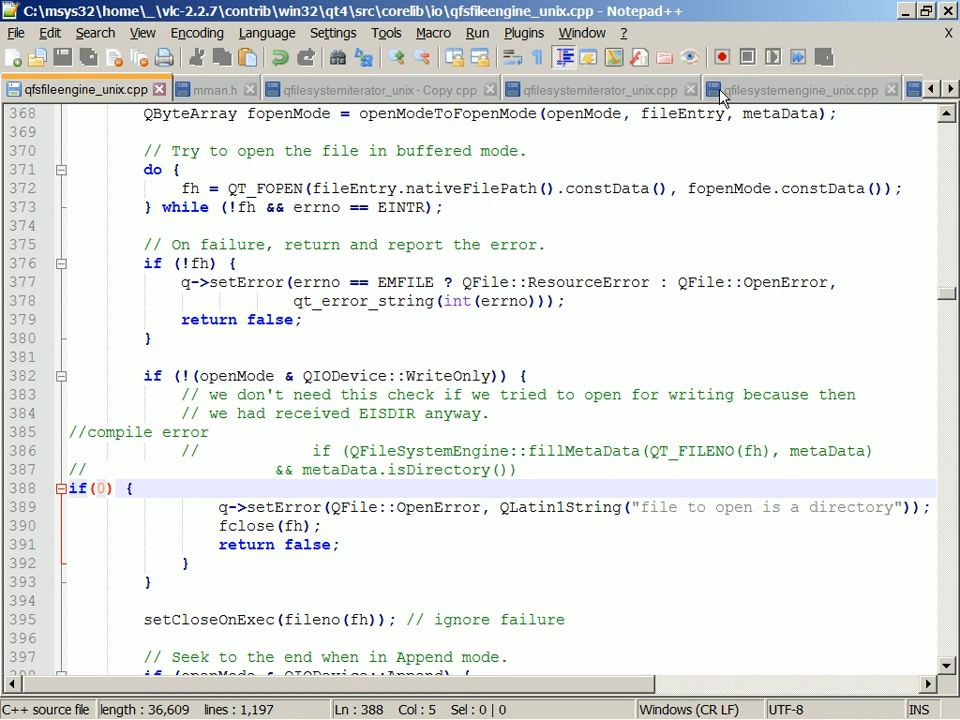 C:\msys32\home\_\vlc-2.2.7\contrib\win32\qt4\src\corelib\io\qfsfileengine_unix.cpp - Notepad++
File Edit Search View Encoding Language Settings Tools Macro Run Plugins Window ? X
qfsfileengine_unix.cpp mman.h qfilesystemiterator_unix - Copy.cpp qfilesystemiterator_unix.cpp qfilesystemengine_unix.cpp
368 QByteArray fopenMode = openModeToFopenMode(openMode, fileEntry, metaData);
369
370 // Try to open the file in buffered mode.
371 do {
372 fh = QT_FOPEN(fileEntry.nativeFilePath().constData(), fopenMode.constData());
373 } while (!fh && errno == EINTR);
374
375 // On failure, return and report the error.
376 if (!fh) {
377 q->setError(errno == EMFILE ? QFile::ResourceError : QFile::OpenError,
378 qt_error_string(int(errno)));
379 return false;
380 }
381
382 if (!(openMode & QIODevice::WriteOnly)) {
383 // we don't need this check if we tried to open for writing because then
384 // we had received EISDIR anyway.
385 //compile error
386 // if (QFileSystemEngine::fillMetaData(QT_FILENO(fh), metaData)
387 // && metaData.isDirectory())
388 if(0) {
389 q->setError(QFile::OpenError, QLatin1String("file to open is a directory"));
390 fclose(fh);
391 return false;
392 }
393 }
394
395 setCloseOnExec(fileno(fh)); // ignore failure
396
397 // Seek to the end when in Append mode.
398 if (openMode & QIODevice::Append) {
C++ source file length : 36,609 lines : 1,197 Ln : 388 Col : 5 Sel : 0 | 0 Windows (CR LF) UTF-8 INS